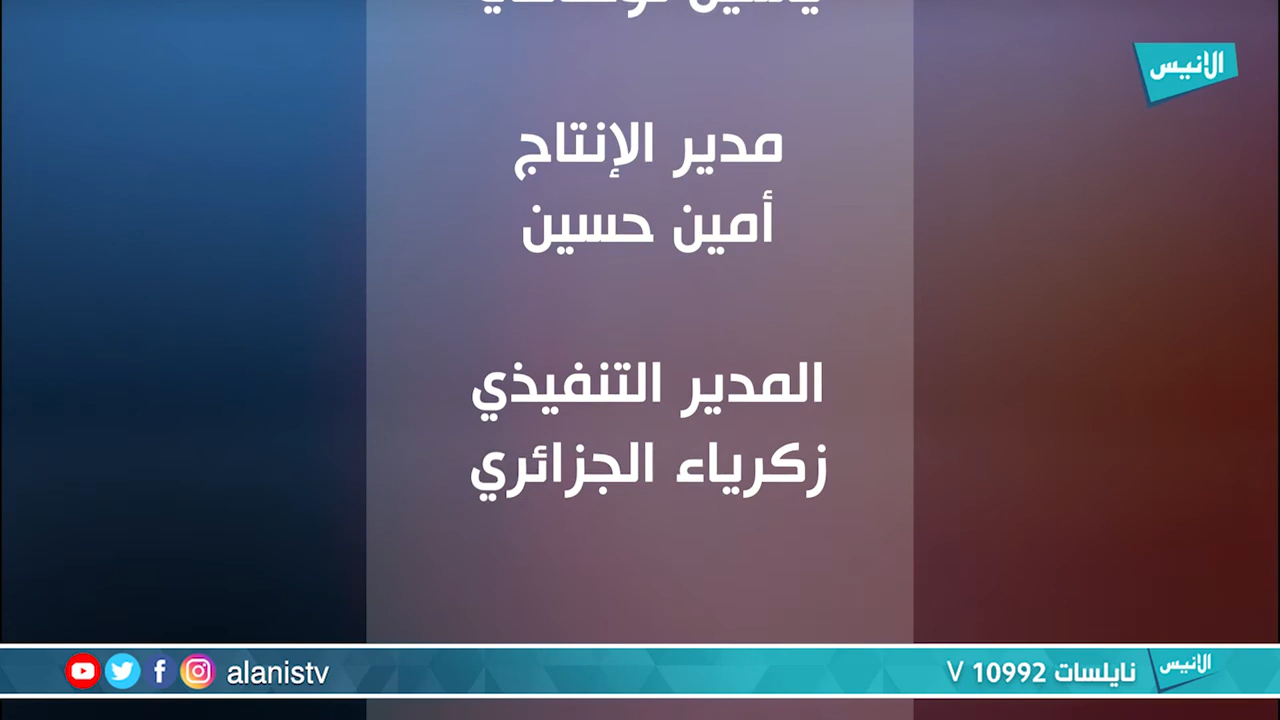 الانيس
مدير الإنتاج
أمين حسين
المدير التنفيذي
زكرياء الجزائري
alanistv
نايلسات 10992 V
الانيس